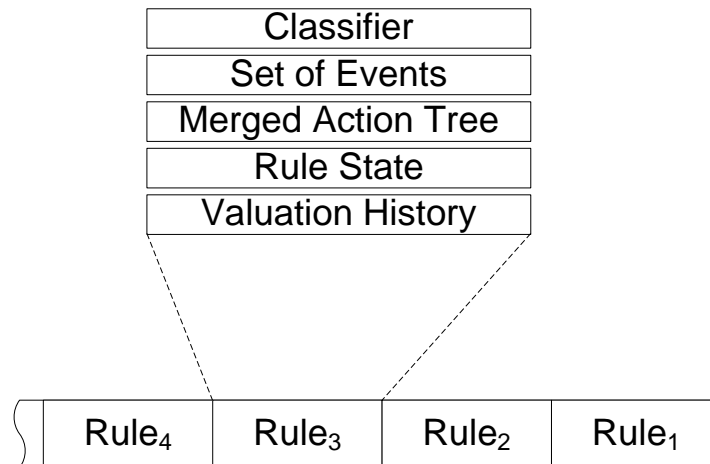 Classifier
Set of Events
Merged Action Tree
Rule State
Valuation History
Rule₄ Rule₃ Rule₂ Rule₁